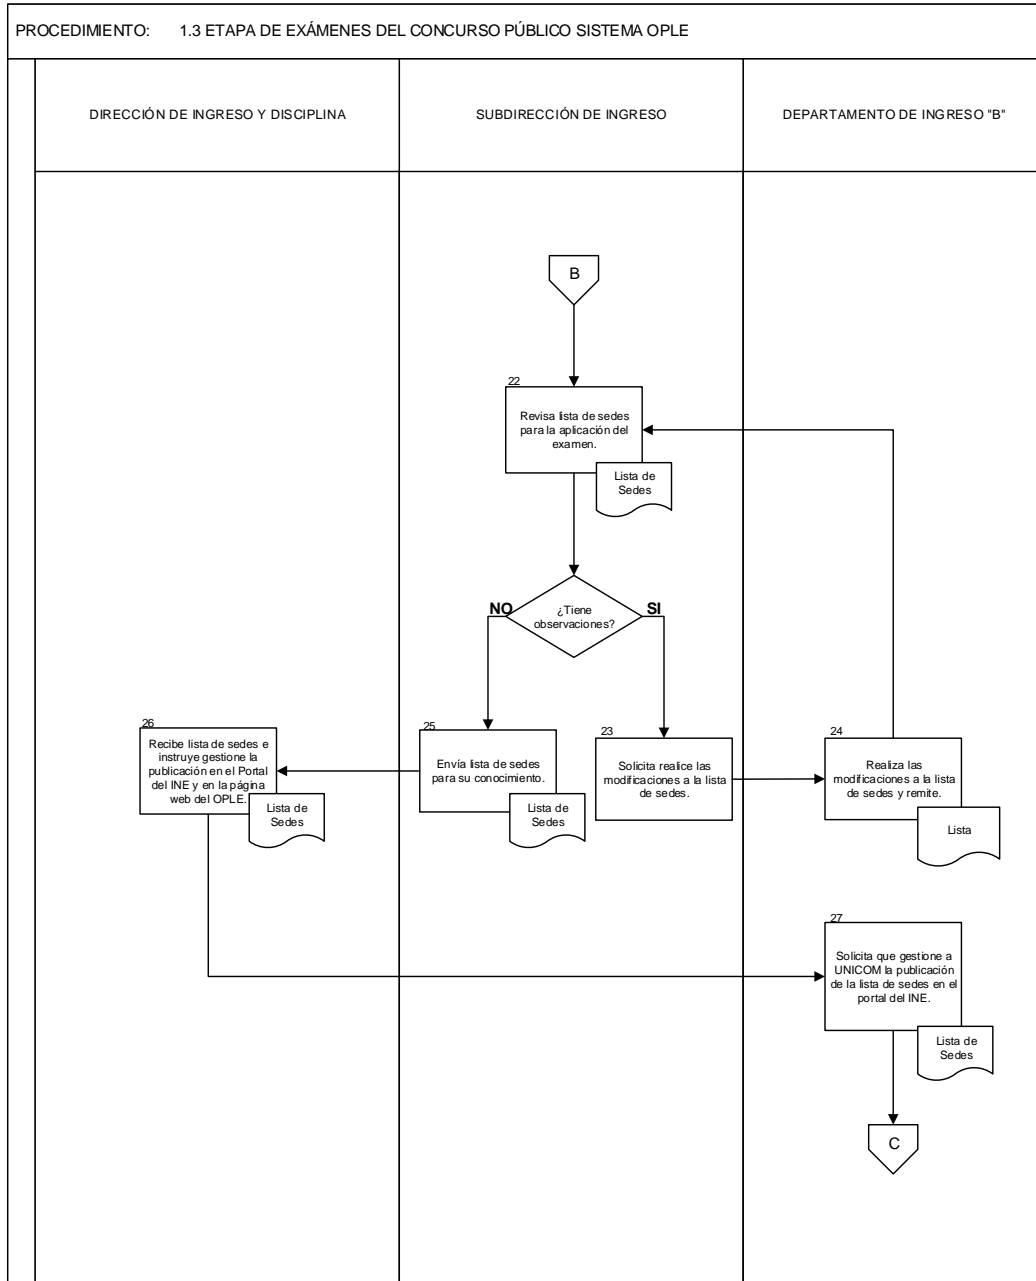 PROCEDIMIENTO: 1.3 ETAPA DE EXÁMENES DEL CONCURSO PÚBLICO SISTEMA OPLE
DIRECCIÓN DE INGRESO Y DISCIPLINA
SUBDIRECCIÓN DE INGRESO
DEPARTAMENTO DE INGRESO "B"
B
22
Revisa lista de sedes
para la aplicación del
examen.
Lista de
Sedes
¿Tiene
observaciones?
NO
SI
26
Recibe lista de sedes e
instruye gestione la
publicación en el Portal
del INE y en la página
web del OPLE.
Lista de
Sedes
25
Envía lista de sedes
para su conocimiento.
Lista de
Sedes
23
Solicita realice las
modificaciones a la lista
de sedes.
24
Realiza las
modificaciones a la lista
de sedes y remite.
Lista
27
Solicita que gestione a
UNICOM la publicación
de la lista de sedes en el
portal del INE.
Lista de
Sedes
C